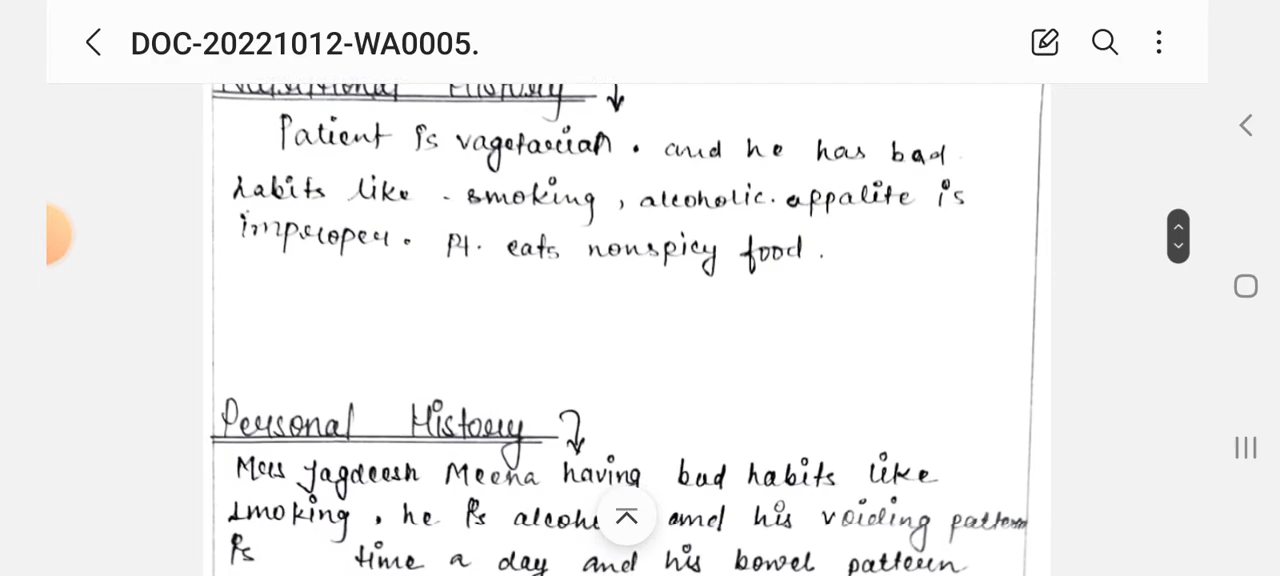 DOC-20221012-WA0005.
Nutritional History ↓
Patient is vagetarian. and he has bad
habits like - smoking, alcoholic. appalite is
improper. Pt. eats nonspicy food.
Personal History ↓
Jagdeesh Meena having bad habits like
smoking, he is and his voiding pattern
is time a day and his bowel pattern